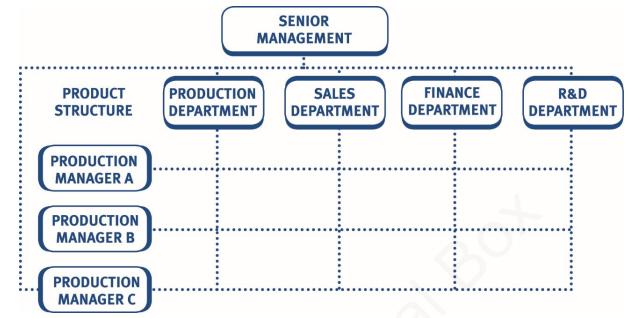 SENIOR
MANAGEMENT
PRODUCT
STRUCTURE
PRODUCTION
DEPARTMENT
SALES
DEPARTMENT
FINANCE
DEPARTMENT
R&D
DEPARTMENT
PRODUCTION
MANAGER A
PRODUCTION
MANAGER B
PRODUCTION
MANAGER C